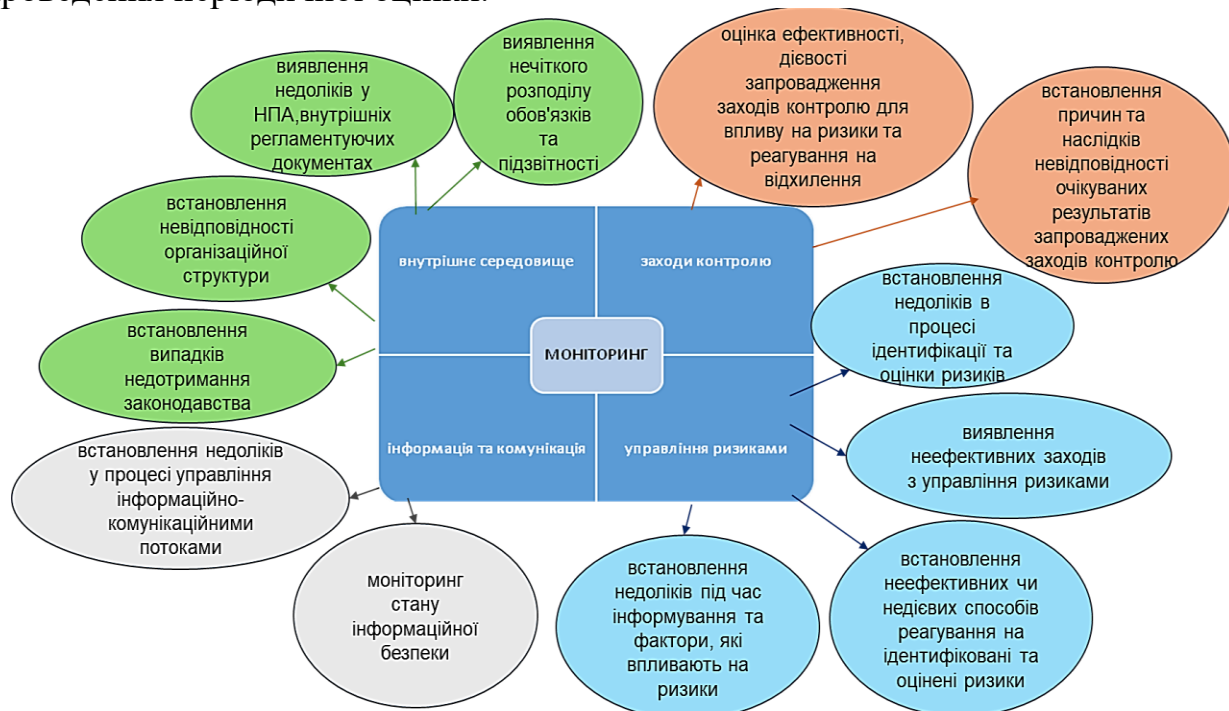 виявлення
недоліків у
НПА,внутрішніх
регламентуючих
документах
виявлення
нечіткого
розподілу
обов'язків
та
підзвітності
оцінка ефективності,
дієвості
запровадження
заходів контролю для
впливу на ризики та
реагування на
відхилення
встановлення
причин та
наслідків
невідповідності
очікуваних
результатів
запроваджених
заходів контролю
встановлення
невідповідності
організаційної
структури
внутрішнє середовище
заходи контролю
встановлення
недоліків в
процесі
ідентифікації та
оцінки ризиків
встановлення
випадків
недотримання
законодавства
МОНІТОРИНГ
інформація та комунікація
управління ризиками
виявлення
неефективних заходів
з управління ризиками
встановлення недоліків
у процесі управління
інформаційно-
комунікаційними
потоками
моніторинг
стану
інформаційної
безпеки
встановлення
недоліків під час
інформування та
фактори, які
впливають на
ризики
встановлення
неефективних чи
недієвих способів
реагування на
ідентифіковані та
оцінені ризики